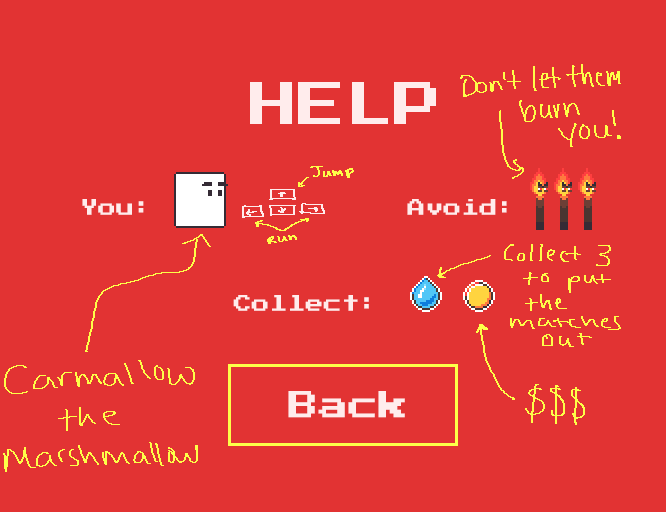 HELP
Don't let them
burn
you!
Jump
You:
Run
Avoid:
Collect:
Collect 3
to put
the
matches
out
Carmallow
the
Marshmallow
Back
$$$